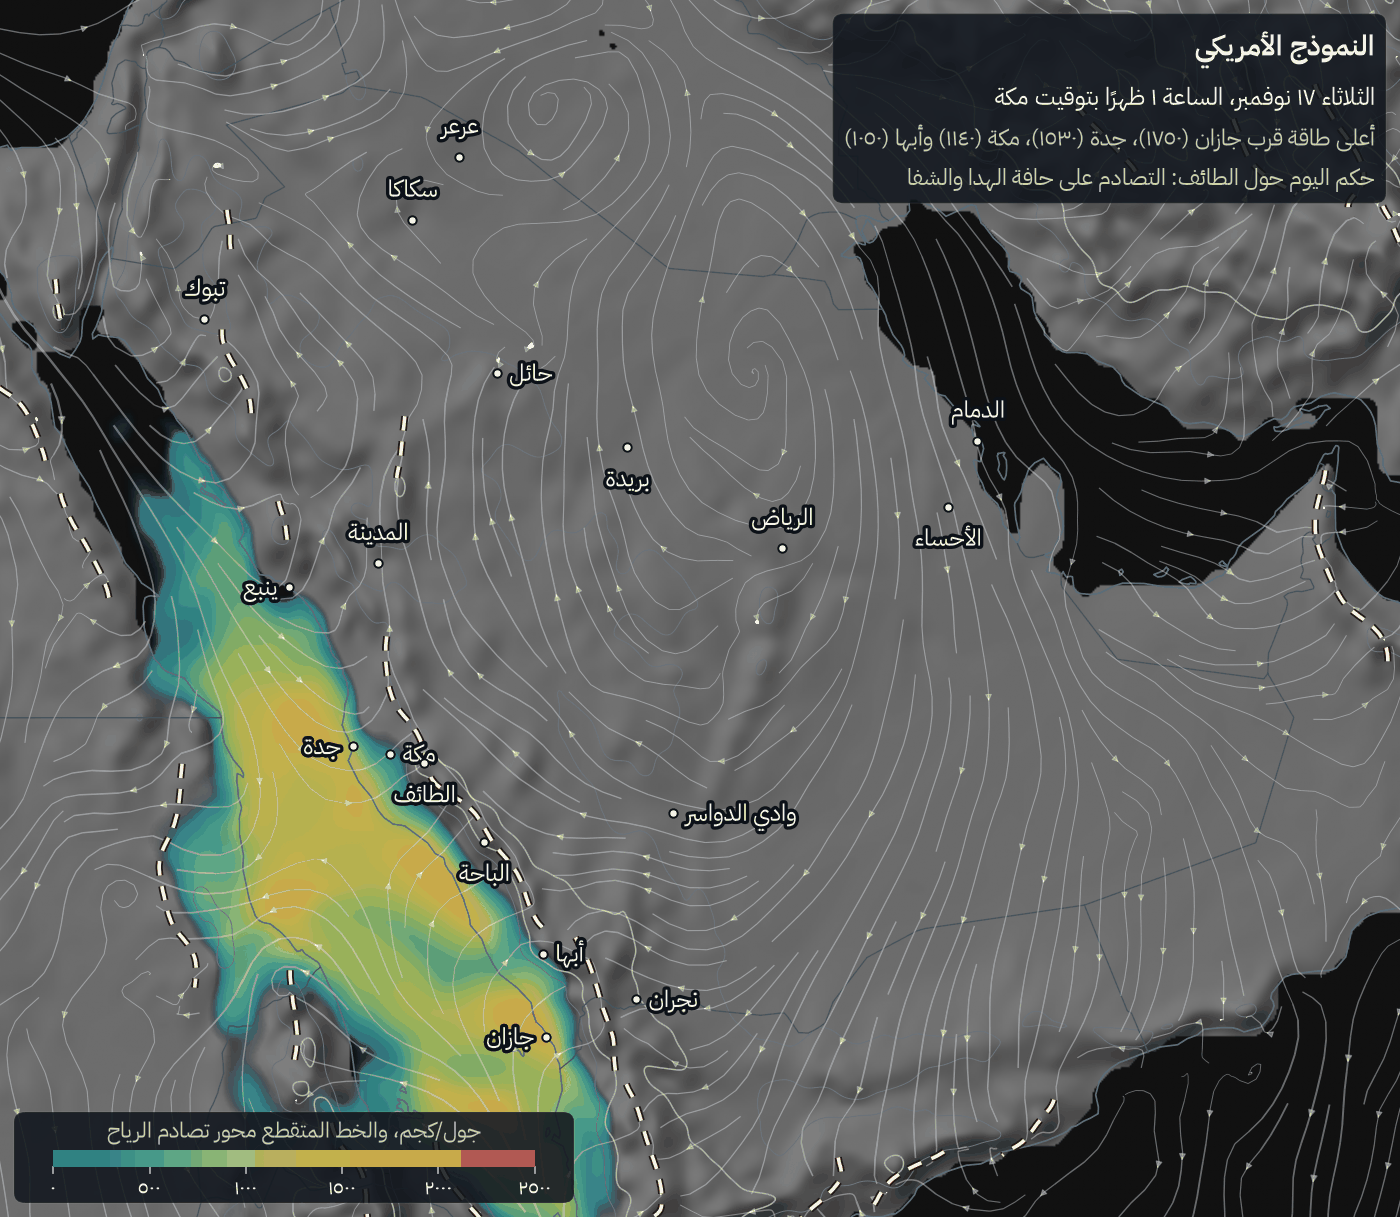 النموذج الأمريكي
الثلاثاء ١٧ نوفمبر، الساعة ١ ظهرًا بتوقيت مكة
أعلى طاقة قرب جازان (١٧٥٠)، جدة (١٥٣٠)، مكة (١١٤٠) وأبها (١٠٥٠)
حكم اليوم حول الطائف: التصادم على حافة الهدا والشفا
عرعر
سكاكا
تبوك
حائل
الدمام
بريدة
الرياض
الأحساء
المدينة
ينبع
جدة
مكة
الطائف
وادي الدواسر
الباحة
أبها
نجران
جازان
جول/كجم، والخط المتقطع محور تصادم الرياح
٠ ٥٠٠ ١٠٠٠ ١٥٠٠ ٢٠٠٠ ٢٥٠٠